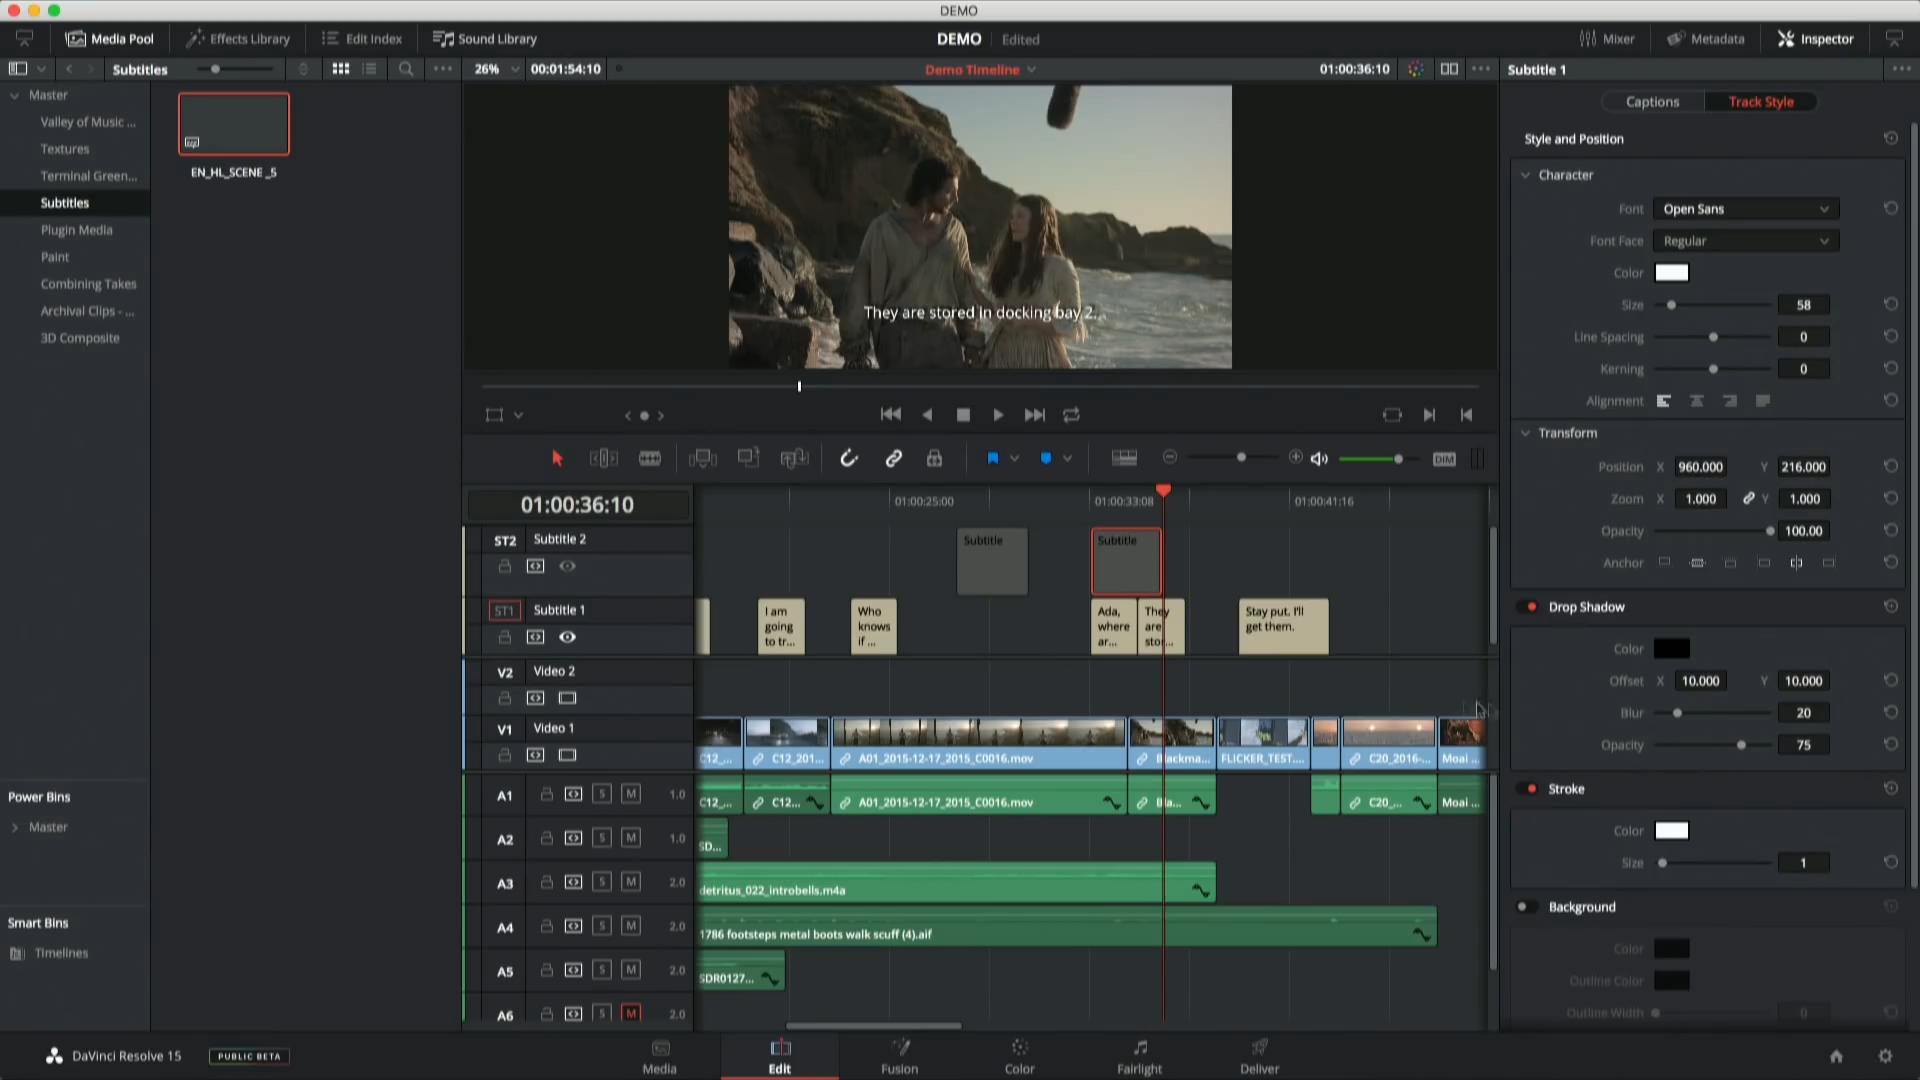 DEMO
Media Pool
Effects Library
Edit Index
Sound Library
DEMO
Edited
Mixer
Metadata
Inspector
Subtitles
26%
00:01:54:10
Demo Timeline
01:00:36:10
Subtitle 1
Master
Valley of Music ...
Textures
Terminal Green...
Subtitles
Plugin Media
Paint
Combining Takes
Archival Clips - ...
3D Composite
EN_HL_SCENE _5
They are stored in docking bay 2.
Captions
Track Style
Style and Position
Character
Font
Open Sans
Font Face
Regular
Color
Size
58
Line Spacing
0
Kerning
0
Alignment
Transform
Position X 960.000 Y 216.000
Zoom X 1.000 Y 1.000
Opacity
100.00
Anchor
Drop Shadow
Color
Offset X 10.000 Y 10.000
Blur
20
Opacity
75
Stroke
Color
Size
1
Background
Color
Outline Color
Outline Width
0
DIM
01:00:36:10
01:00:25:00
01:00:33:08
01:00:41:16
ST2
Subtitle 2
Subtitle
Subtitle
ST1
Subtitle 1
I am
going
to tr...
Who
knows
if ...
Ada,
where
ar...
They
are
sto...
Stay put. I'll
get them.
V2
Video 2
V1
Video 1
C12_...
C12_201...
A01_2015-12-17_2015_C0016.mov
Blackma...
FLICKER_TEST....
C20_2016-...
Moai ...
A1
S
M
1.0
C12_...
C12...
A01_2015-12-17_2015_C0016.mov
Bla...
C20_...
Moai ...
A2
S
M
1.0
SD...
A3
S
M
2.0
detritus_022_introbells.m4a
A4
S
M
2.0
1786 footsteps metal boots walk scuff (4).aif
A5
S
M
2.0
SDR0127...
A6
S
M
2.0
Power Bins
Master
Smart Bins
Timelines
DaVinci Resolve 15
PUBLIC BETA
Media
Edit
Fusion
Color
Fairlight
Deliver